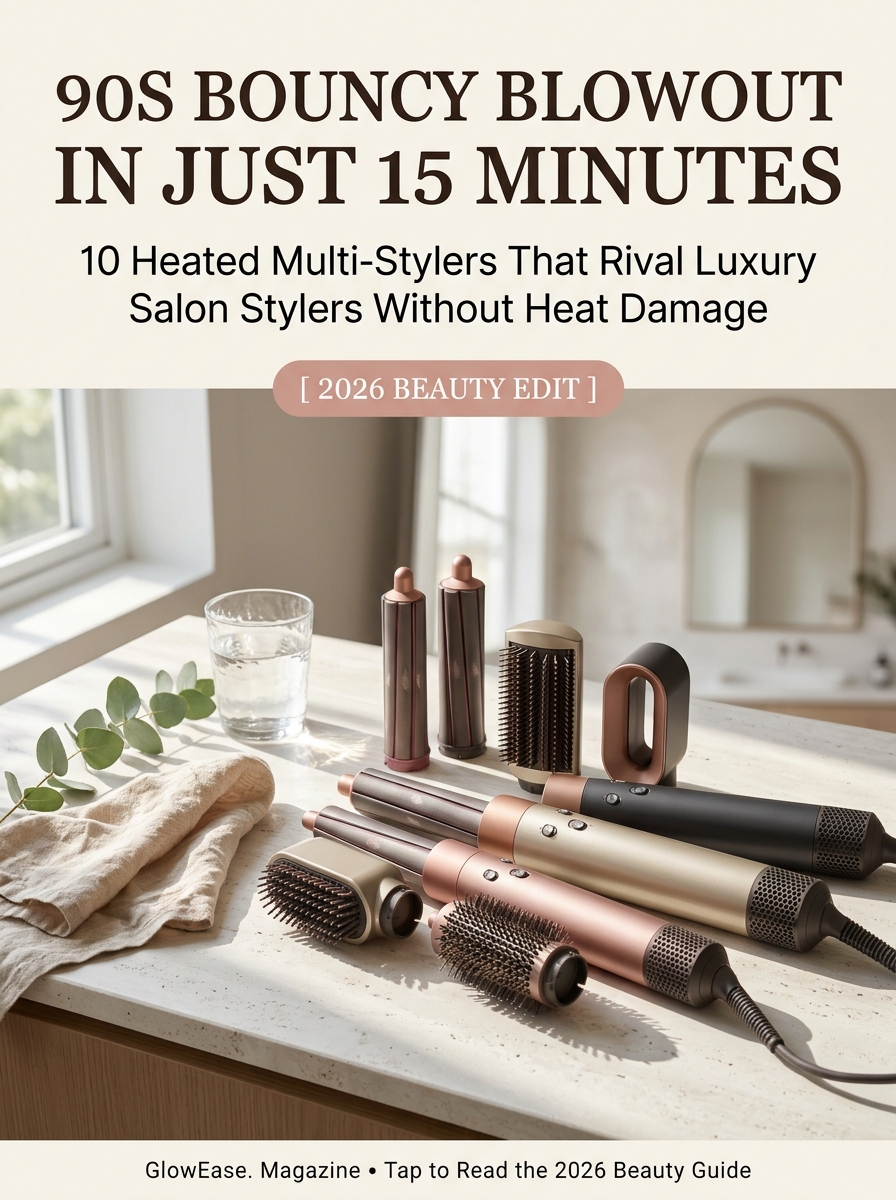 90S BOUNCY BLOWOUT
IN JUST 15 MINUTES
10 Heated Multi-Stylers That Rival Luxury
Salon Stylers Without Heat Damage
[ 2026 BEAUTY EDIT ]
GlowEase. Magazine • Tap to Read the 2026 Beauty Guide